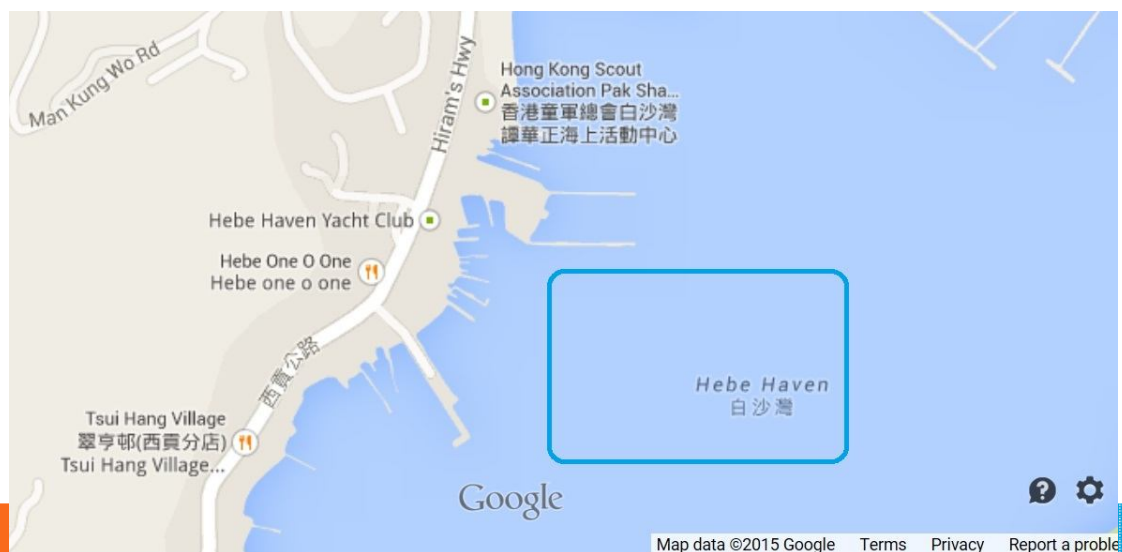 Man Kung Wo Rd
Hiram's Hwy
Hong Kong Scout
Association Pak Sha...
香港童軍總會白沙灣
譚華正海上活動中心
Hebe Haven Yacht Club
Hebe One O One
Hebe one o one
西貢公路
Hebe Haven
白沙灣
Tsui Hang Village
翠亨邨(西貢分店)
Tsui Hang Village...
Google
Map data ©2015 Google Terms Privacy Report a proble